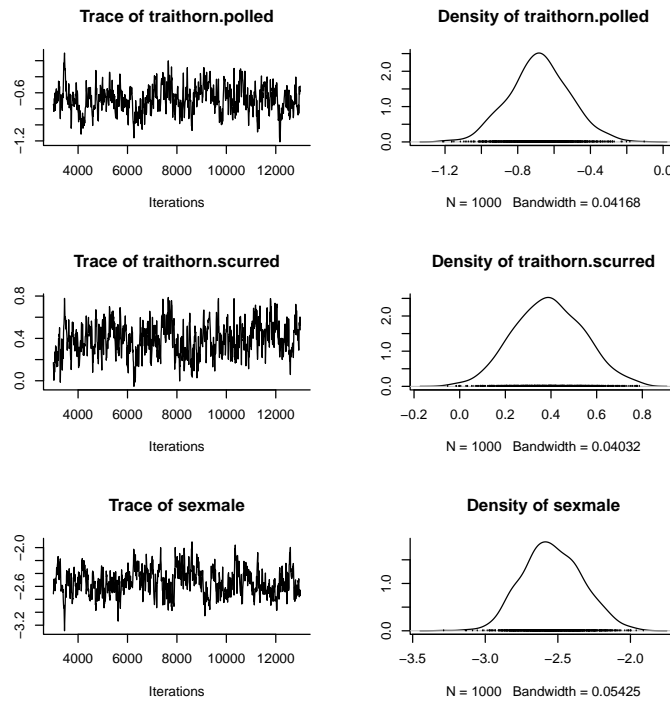 Trace of traithorn.polled
−1.2 −0.6
4000 6000 8000 10000 12000
Iterations
Density of traithorn.polled
0.0 1.0 2.0
−1.2 −0.8 −0.4 0.0
N = 1000 Bandwidth = 0.04168
Trace of traithorn.scurred
0.0 0.4 0.8
4000 6000 8000 10000 12000
Iterations
Density of traithorn.scurred
0.0 1.0 2.0
−0.2 0.0 0.2 0.4 0.6 0.8
N = 1000 Bandwidth = 0.04032
Trace of sexmale
−3.2 −2.6 −2.0
4000 6000 8000 10000 12000
Iterations
Density of sexmale
0.0 1.0
−3.5 −3.0 −2.5 −2.0
N = 1000 Bandwidth = 0.05425